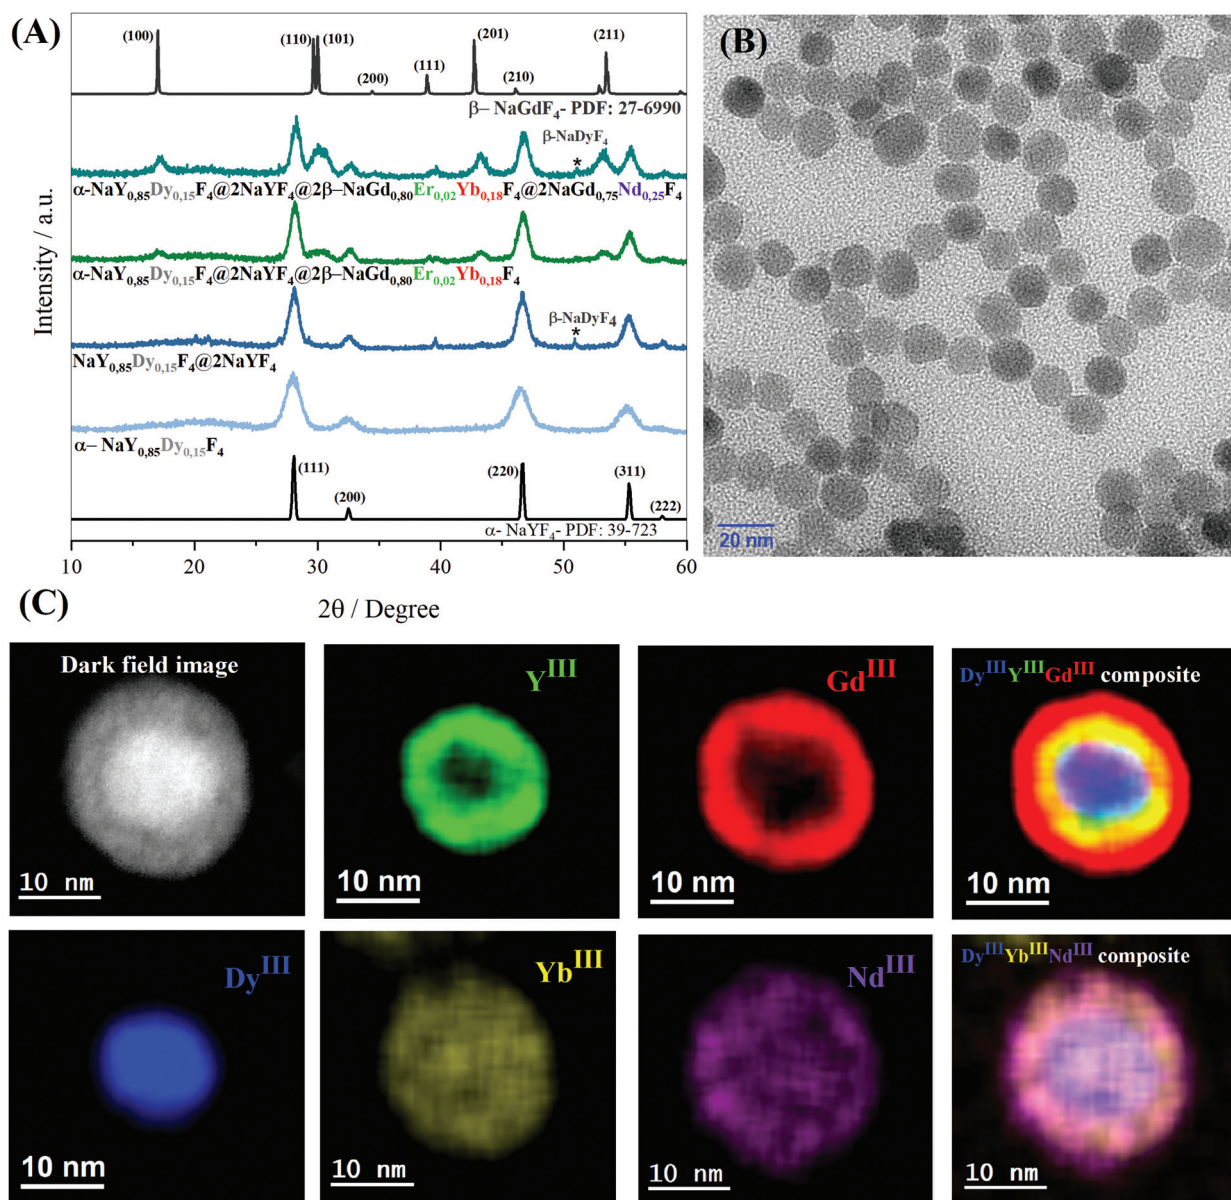 (A)
(100)
(110)
(101)
(200)
(111)
(201)
(210)
(211)
β– NaGdF₄- PDF: 27-6990
β-NaDyF₄
*
α-NaY₀,₈₅Dy₀,₁₅F₄@2NaYF₄@2β–NaGd₀,₈₀Er₀,₀₂Yb₀,₁₈F₄@2NaGd₀,₇₅Nd₀,₂₅F₄
α-NaY₀,₈₅Dy₀,₁₅F₄@2NaYF₄@2β–NaGd₀,₈₀Er₀,₀₂Yb₀,₁₈F₄
β-NaDyF₄
*
NaY₀,₈₅Dy₀,₁₅F₄@2NaYF₄
α– NaY₀,₈₅Dy₀,₁₅F₄
(111)
(200)
(220)
(311)
(222)
α- NaYF₄- PDF: 39-723
10 20 30 40 50 60
2θ / Degree
Intensity / a.u.
(B)
20 nm
(C)
Dark field image
10 nm
Yᴵᴵᴵ
10 nm
Gdᴵᴵᴵ
10 nm
DyᴵᴵᴵYᴵᴵᴵGdᴵᴵᴵ composite
10 nm
Dyᴵᴵᴵ
10 nm
Ybᴵᴵᴵ
10 nm
Ndᴵᴵᴵ
10 nm
DyᴵᴵᴵYbᴵᴵᴵNdᴵᴵᴵ composite
10 nm